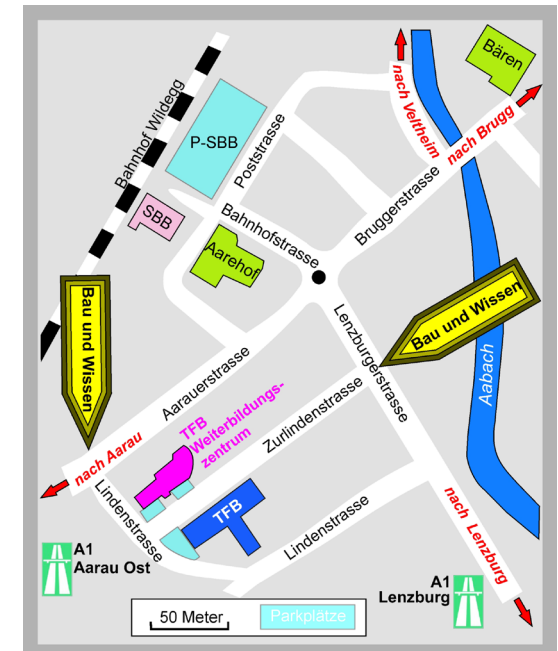 Bären
nach Veltheim
nach Brugg
Bahnhof Wildegg
P-SBB
Poststrasse
Bruggerstrasse
SBB
Bahnhofstrasse
Aarehof
Bau und Wissen
Bau und Wissen
Aabach
Lenzburgerstrasse
Aarauerstrasse
Zurlindenstrasse
TFB
Weiterbildungs-
zentrum
nach Aarau
Lindenstrasse
TFB
Lindenstrasse
nach Lenzburg
A1
Aarau Ost
A1
Lenzburg
50 Meter
Parkplätze